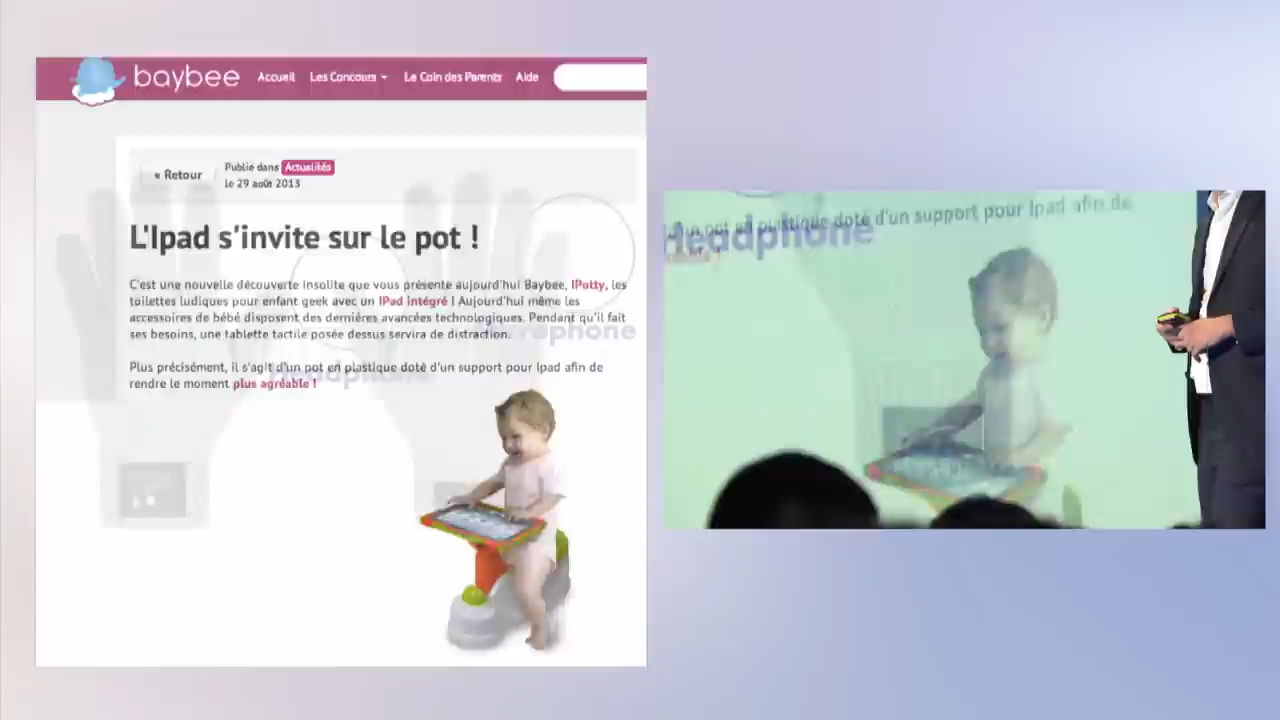 baybee Accueil Les Concours Le Coin des Parents Aide
« Retour
Publié dans Actualités
le 29 août 2013
L'Ipad s'invite sur le pot !
C'est une nouvelle découverte insolite que vous présente aujourd'hui Baybee, IPotty, les
toilettes ludiques pour enfant geek avec un IPad intégré ! Aujourd'hui même les
accessoires de bébé disposent des dernières avancées technologiques. Pendant qu'il fait
ses besoins, une tablette tactile posée dessus servira de distraction.
Plus précisément, il s'agit d'un pot en plastique doté d'un support pour Ipad afin de
rendre le moment plus agréable !
Headphone
un pot en plastique doté d'un support pour Ipad afin de
Headphone